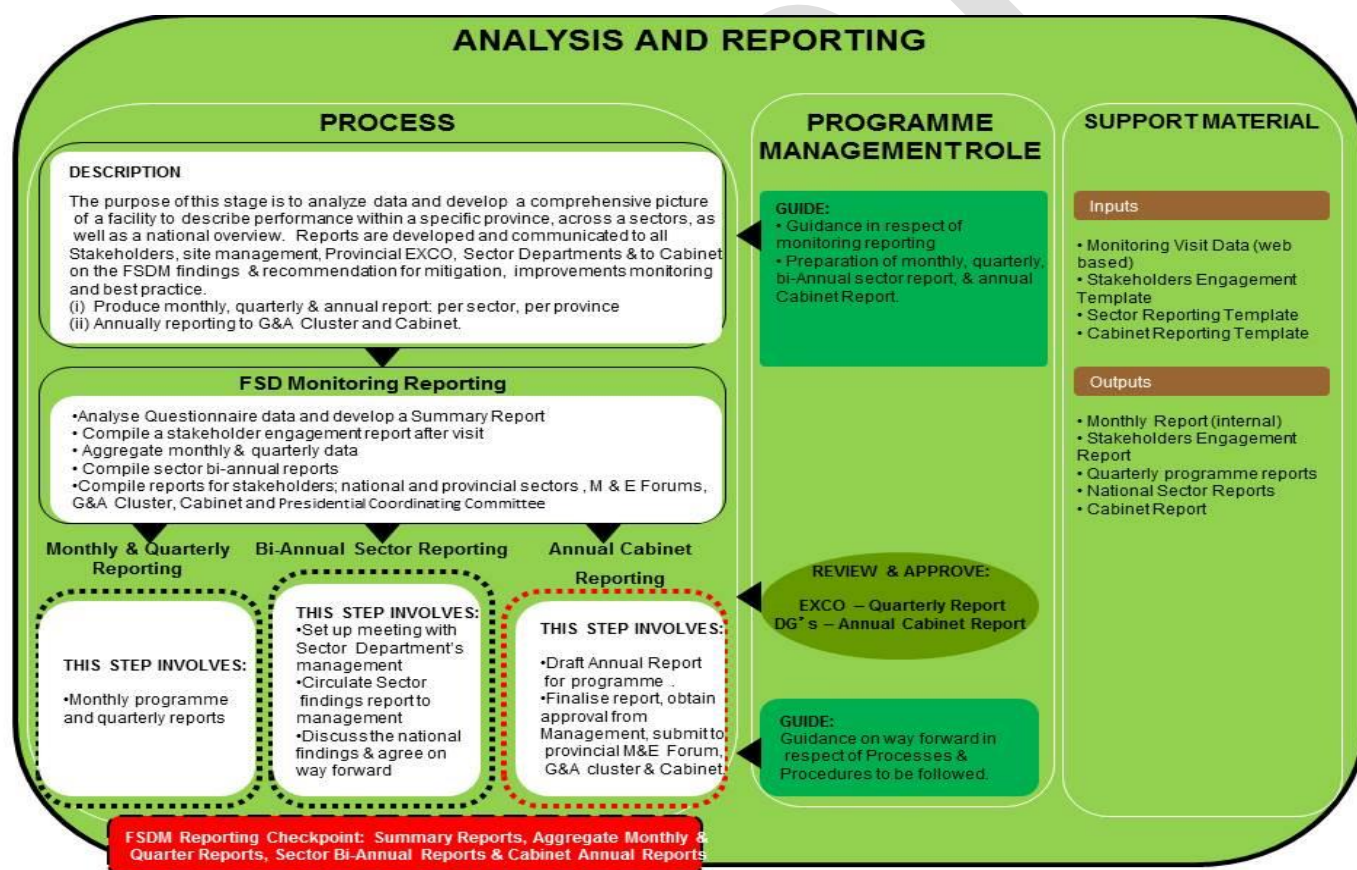 ANALYSIS AND REPORTING
PROCESS
DESCRIPTION
The purpose of this stage is to analyze data and develop a comprehensive picture
of a facility to describe performance within a specific province, across a sectors, as
well as a national overview. Reports are developed and communicated to all
Stakeholders, site management, Provincial EXCO, Sector Departments & to Cabinet
on the FSDM findings & recommendation for mitigation, improvements monitoring
and best practice.
(i) Produce monthly, quarterly & annual report: per sector, per province
(ii) Annually reporting to G&A Cluster and Cabinet.
FSD Monitoring Reporting
•Analyse Questionnaire data and develop a Summary Report
• Compile a stakeholder engagement report after visit
• Aggregate monthly & quarterly data
• Compile sector bi-annual reports
•Compile reports for stakeholders; national and provincial sectors , M & E Forums,
G&A Cluster, Cabinet and Presidential Coordinating Committee
Monthly & Quarterly
Reporting
THIS STEP INVOLVES:
•Monthly programme
and quarterly reports
Bi-Annual Sector Reporting
THIS STEP INVOLVES:
•Set up meeting with
Sector Department's
management
•Circulate Sector
findings report to
management
•Discuss the national
findings & agree on
way forward
Annual Cabinet
Reporting
THIS STEP INVOLVES:
•Draft Annual Report
for programme .
•Finalise report, obtain
approval from
Management, submit to
provincial M&E Forum,
G&A cluster & Cabinet
FSDM Reporting Checkpoint: Summary Reports, Aggregate Monthly &
Quarter Reports, Sector Bi-Annual Reports & Cabinet Annual Reports
PROGRAMME
MANAGEMENT ROLE
GUIDE:
• Guidance in respect of
monitoring reporting
• Preparation of monthly, quarterly,
bi-Annual sector report, & annual
Cabinet Report.
REVIEW & APPROVE:
EXCO – Quarterly Report
DG's – Annual Cabinet Report
GUIDE:
Guidance on way forward in
respect of Processes &
Procedures to be followed.
SUPPORT MATERIAL
Inputs
• Monitoring Visit Data (web
based)
• Stakeholders Engagement
Template
• Sector Reporting Template
• Cabinet Reporting Template
Outputs
• Monthly Report (internal)
• Stakeholders Engagement
Report
• Quarterly programme reports
• National Sector Reports
• Cabinet Report